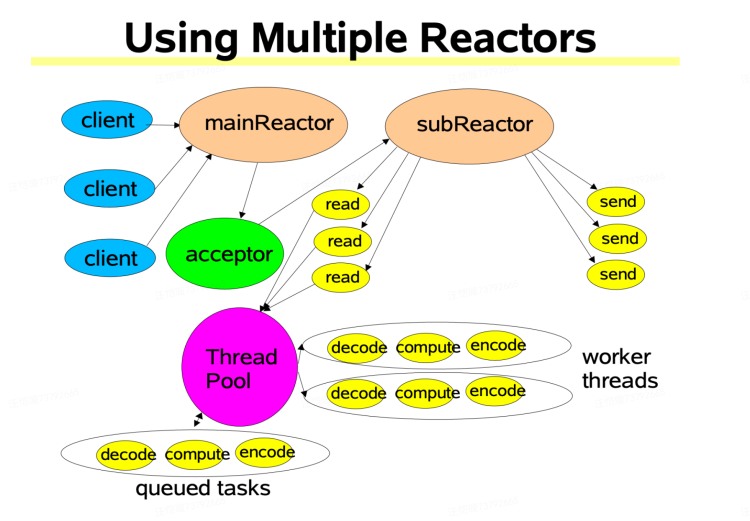 Using Multiple Reactors
client
mainReactor
subReactor
client
read
send
client
acceptor
read
send
read
send
Thread
Pool
decode compute encode
worker
threads
decode compute encode
decode compute encode
queued tasks